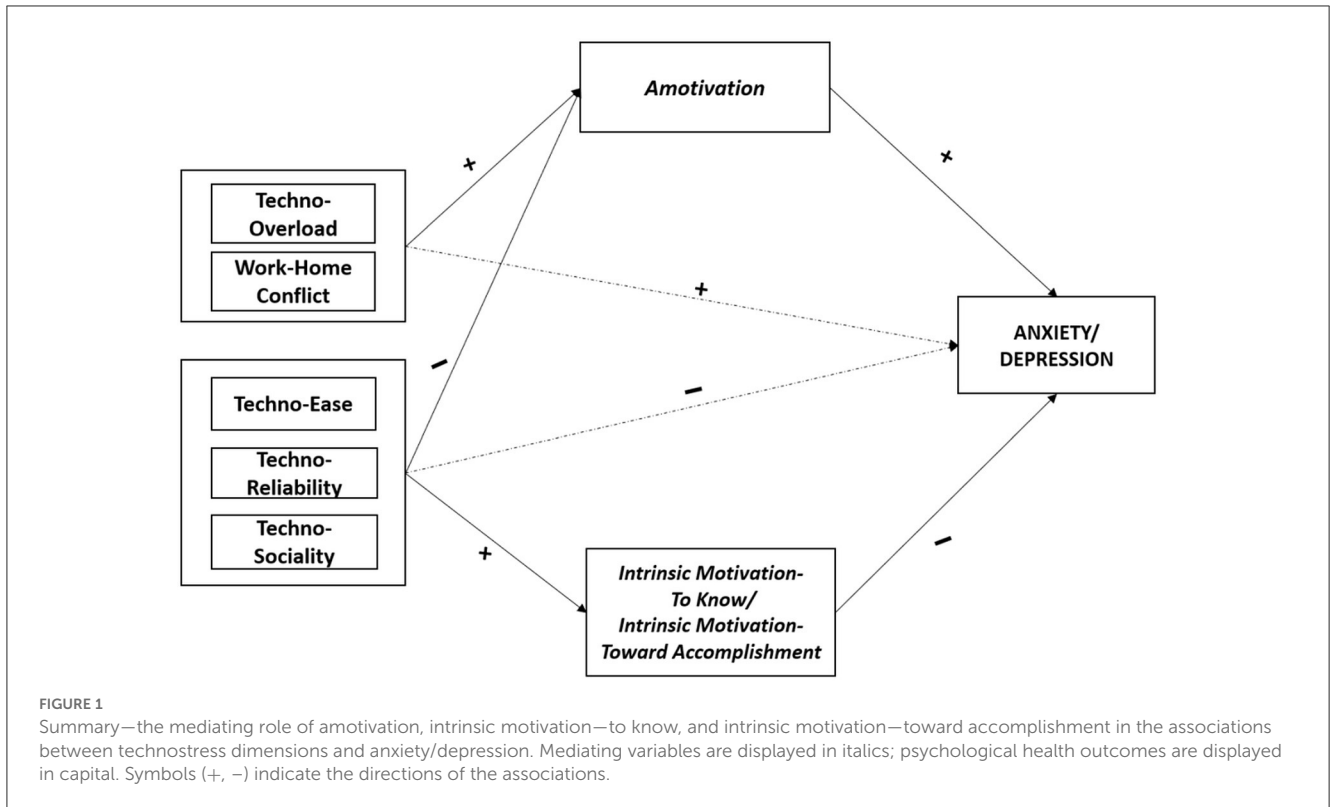 Amotivation
+
+
Techno-
Overload
Work-Home
Conflict
+
ANXIETY/
DEPRESSION
–
–
Techno-Ease
Techno-
Reliability
Techno-
Sociality
+
–
Intrinsic Motivation-
To Know/
Intrinsic Motivation-
Toward Accomplishment
FIGURE 1
Summary—the mediating role of amotivation, intrinsic motivation—to know, and intrinsic motivation—toward accomplishment in the associations
between technostress dimensions and anxiety/depression. Mediating variables are displayed in italics; psychological health outcomes are displayed
in capital. Symbols (+, –) indicate the directions of the associations.